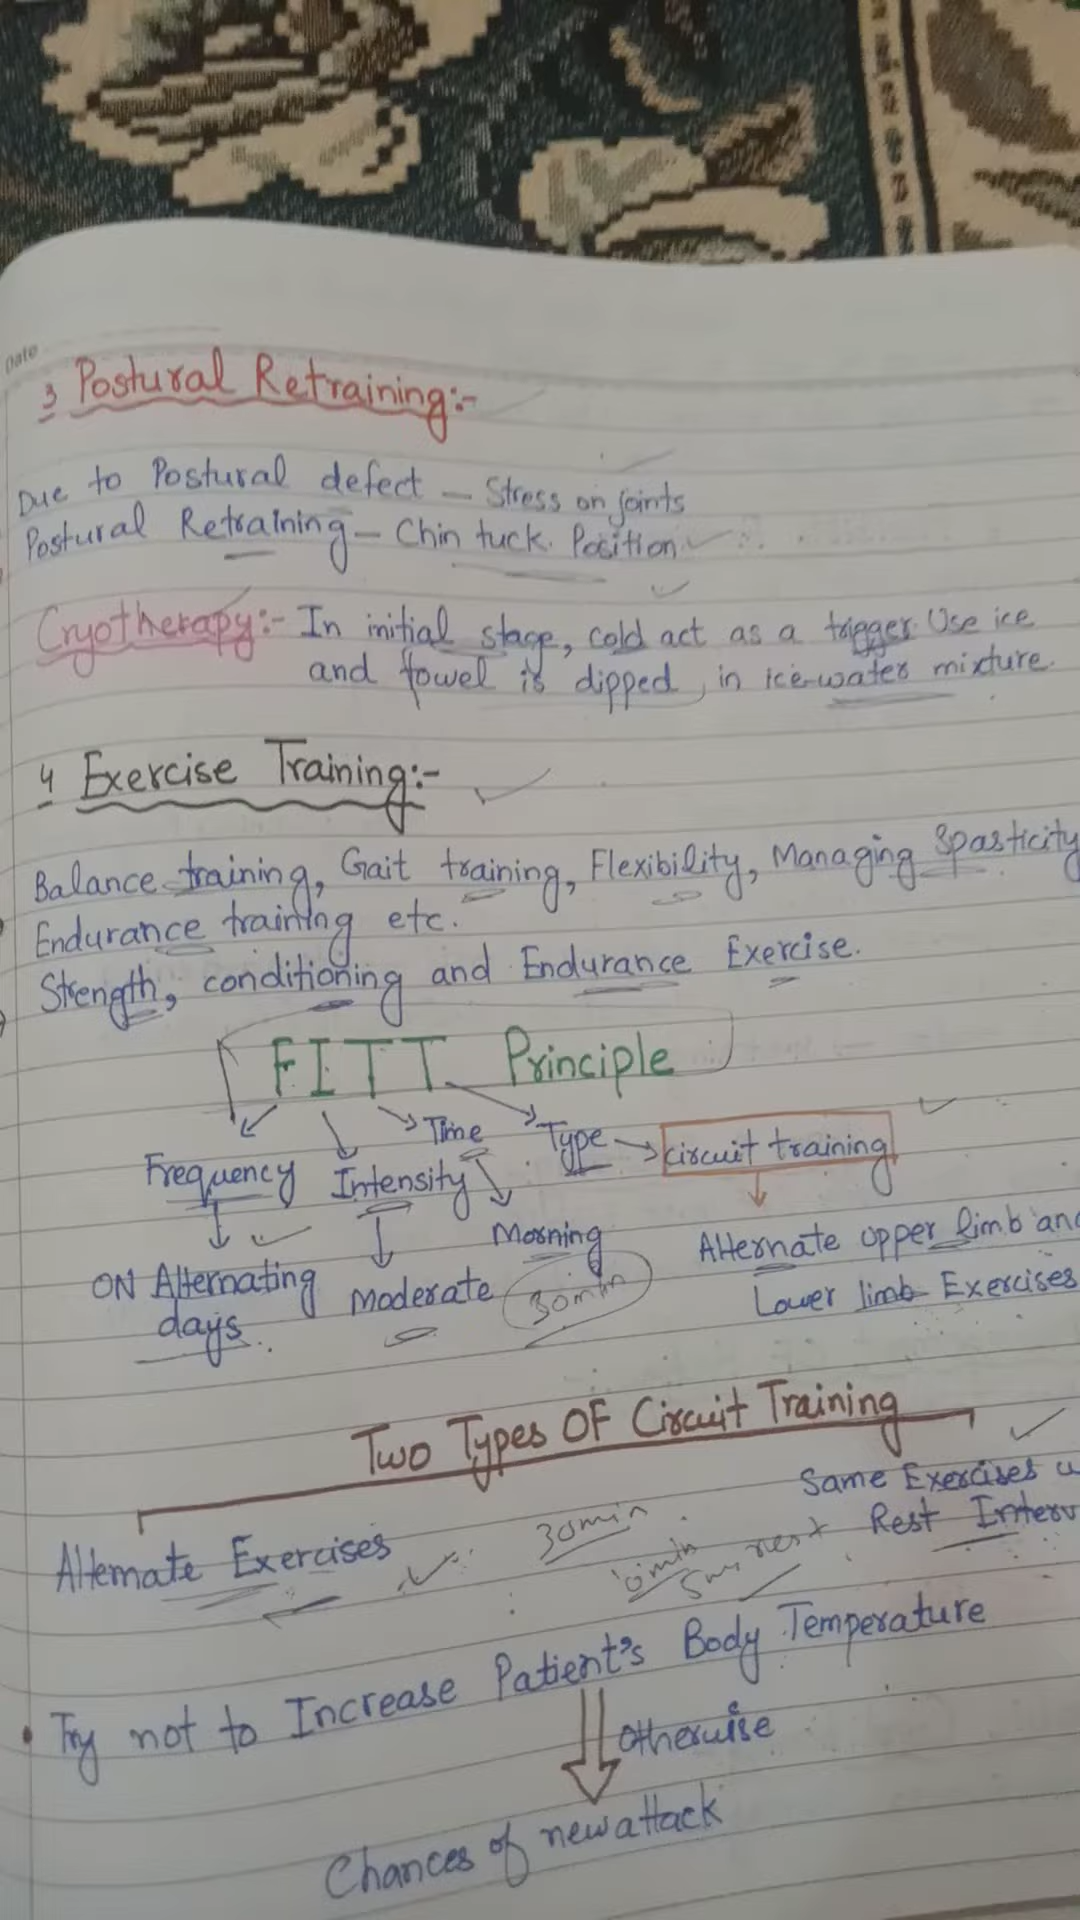 Date
3 Postural Retraining:-
Due to Postural defect - Stress on joints
Postural Retraining - Chin tuck Position
Cryotherapy:- In initial stage, cold act as a trigger. Use ice
and towel is dipped in ice-water mixture.
4 Exercise Training:-
Balance training, Gait training, Flexibility, Managing Spasticity
Endurance training etc.
Strength, conditioning and Endurance Exercise.
FITT Principle
Frequency Intensity Time Type → circuit training
ON Alternating days. Moderate Morning 30min
Alternate upper limb and
Lower limb Exercises
Two Types OF Circuit Training
Alternate Exercises
Same Exercises
Rest
30min
rest
• Try not to Increase Patient's Body Temperature
Otherwise
Chances of new attack